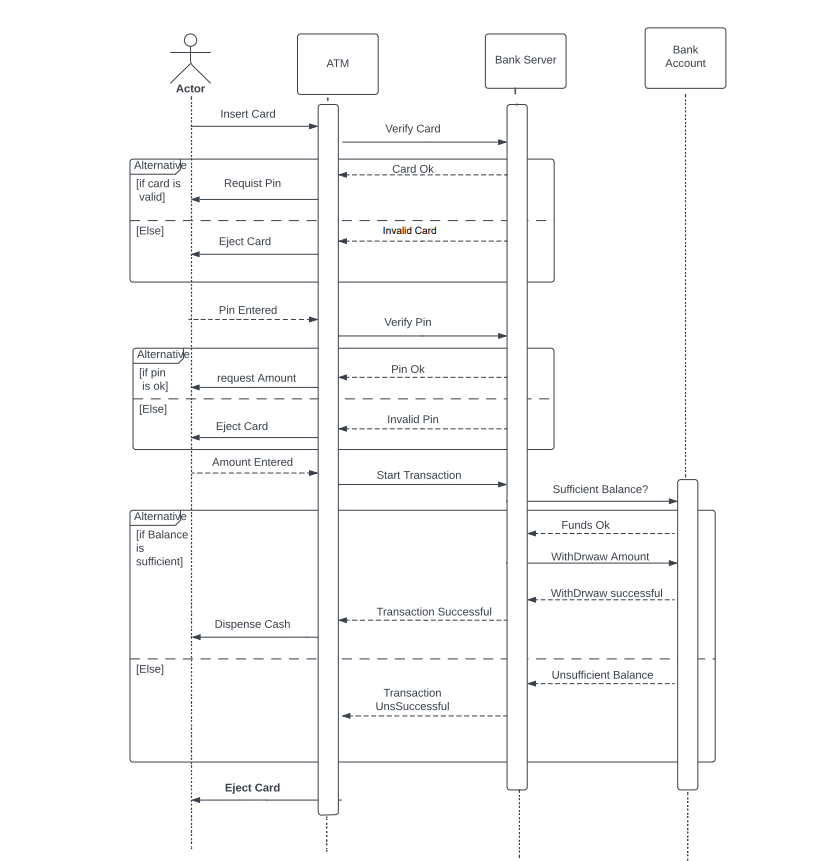 Actor
ATM
Bank Server
Bank
Account
Insert Card
Verify Card
Alternative
[if card is
valid]
Card Ok
Requist Pin
[Else]
Invalid Card
Eject Card
Pin Entered
Verify Pin
Alternative
[if pin
is ok]
Pin Ok
request Amount
[Else]
Invalid Pin
Eject Card
Amount Entered
Start Transaction
Sufficient Balance?
Alternative
[if Balance
is
sufficient]
Funds Ok
WithDrwaw Amount
WithDrwaw successful
Transaction Successful
Dispense Cash
[Else]
Unsufficient Balance
Transaction
UnsSuccessful
Eject Card